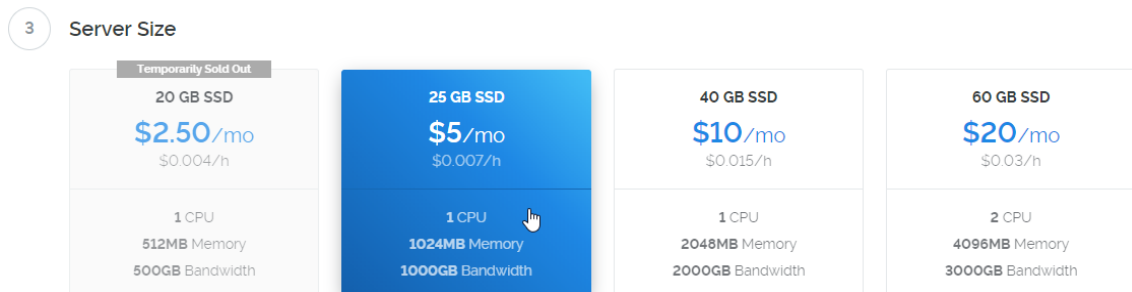 3 Server Size
Temporarily Sold Out
20 GB SSD
$2.50/mo
$0.004/h
1 CPU
512MB Memory
500GB Bandwidth
25 GB SSD
$5/mo
$0.007/h
1 CPU
1024MB Memory
1000GB Bandwidth
40 GB SSD
$10/mo
$0.015/h
1 CPU
2048MB Memory
2000GB Bandwidth
60 GB SSD
$20/mo
$0.03/h
2 CPU
4096MB Memory
3000GB Bandwidth